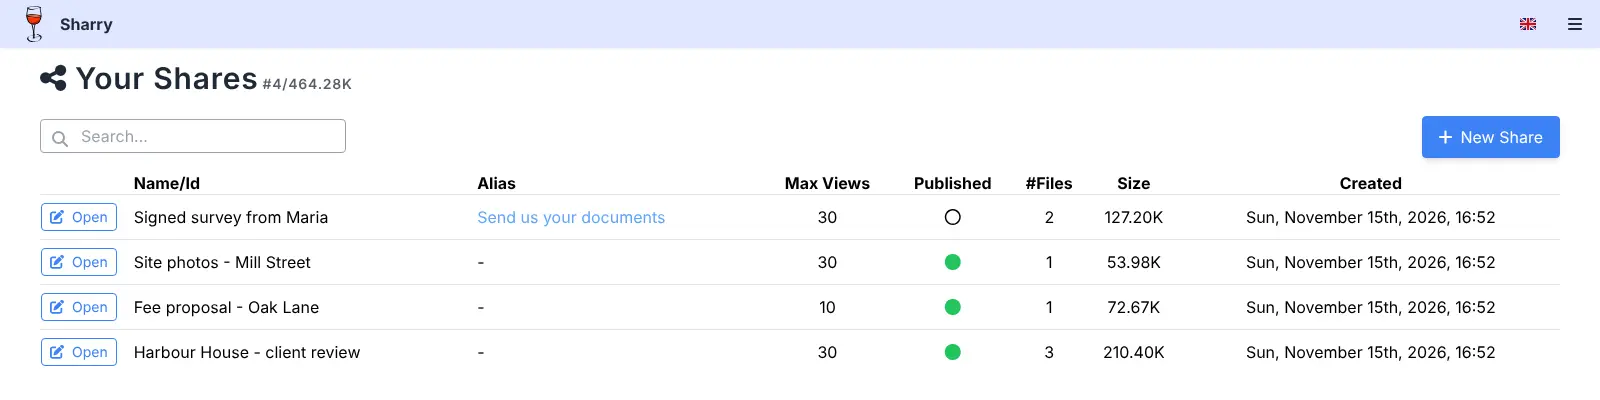 Sharry
Your Shares #4/464.28K
Search...
+ New Share
Name/Id Alias Max Views Published #Files Size Created
Open Signed survey from Maria Send us your documents 30 2 127.20K Sun, November 15th, 2026, 16:52
Open Site photos - Mill Street - 30 1 53.98K Sun, November 15th, 2026, 16:52
Open Fee proposal - Oak Lane - 10 1 72.67K Sun, November 15th, 2026, 16:52
Open Harbour House - client review - 30 3 210.40K Sun, November 15th, 2026, 16:52